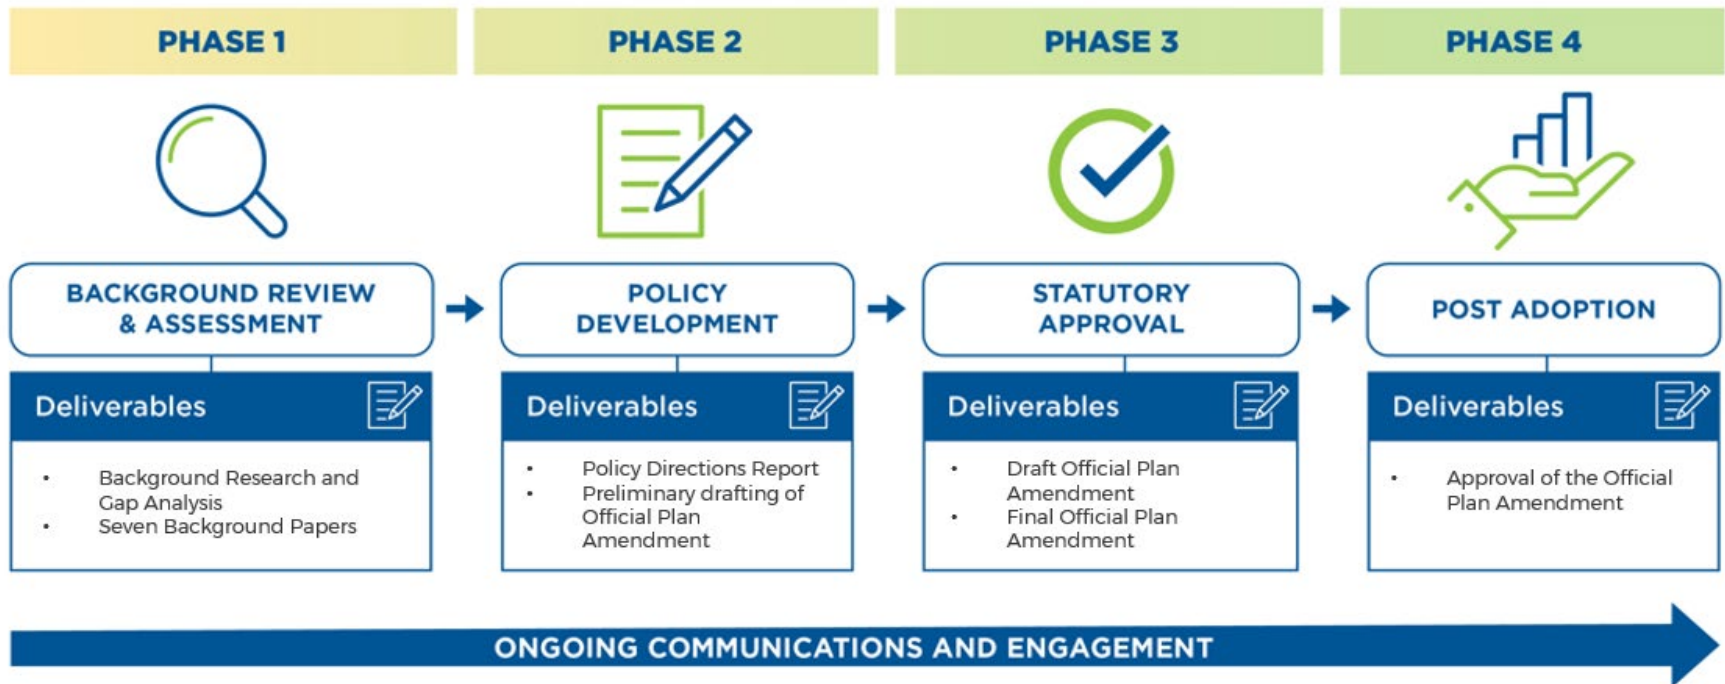 PHASE 1
PHASE 2
PHASE 3
PHASE 4
BACKGROUND REVIEW
& ASSESSMENT
POLICY
DEVELOPMENT
STATUTORY
APPROVAL
POST ADOPTION
Deliverables
• Background Research and
Gap Analysis
• Seven Background Papers
Deliverables
• Policy Directions Report
• Preliminary drafting of
Official Plan
Amendment
Deliverables
• Draft Official Plan
Amendment
• Final Official Plan
Amendment
Deliverables
• Approval of the Official
Plan Amendment
ONGOING COMMUNICATIONS AND ENGAGEMENT